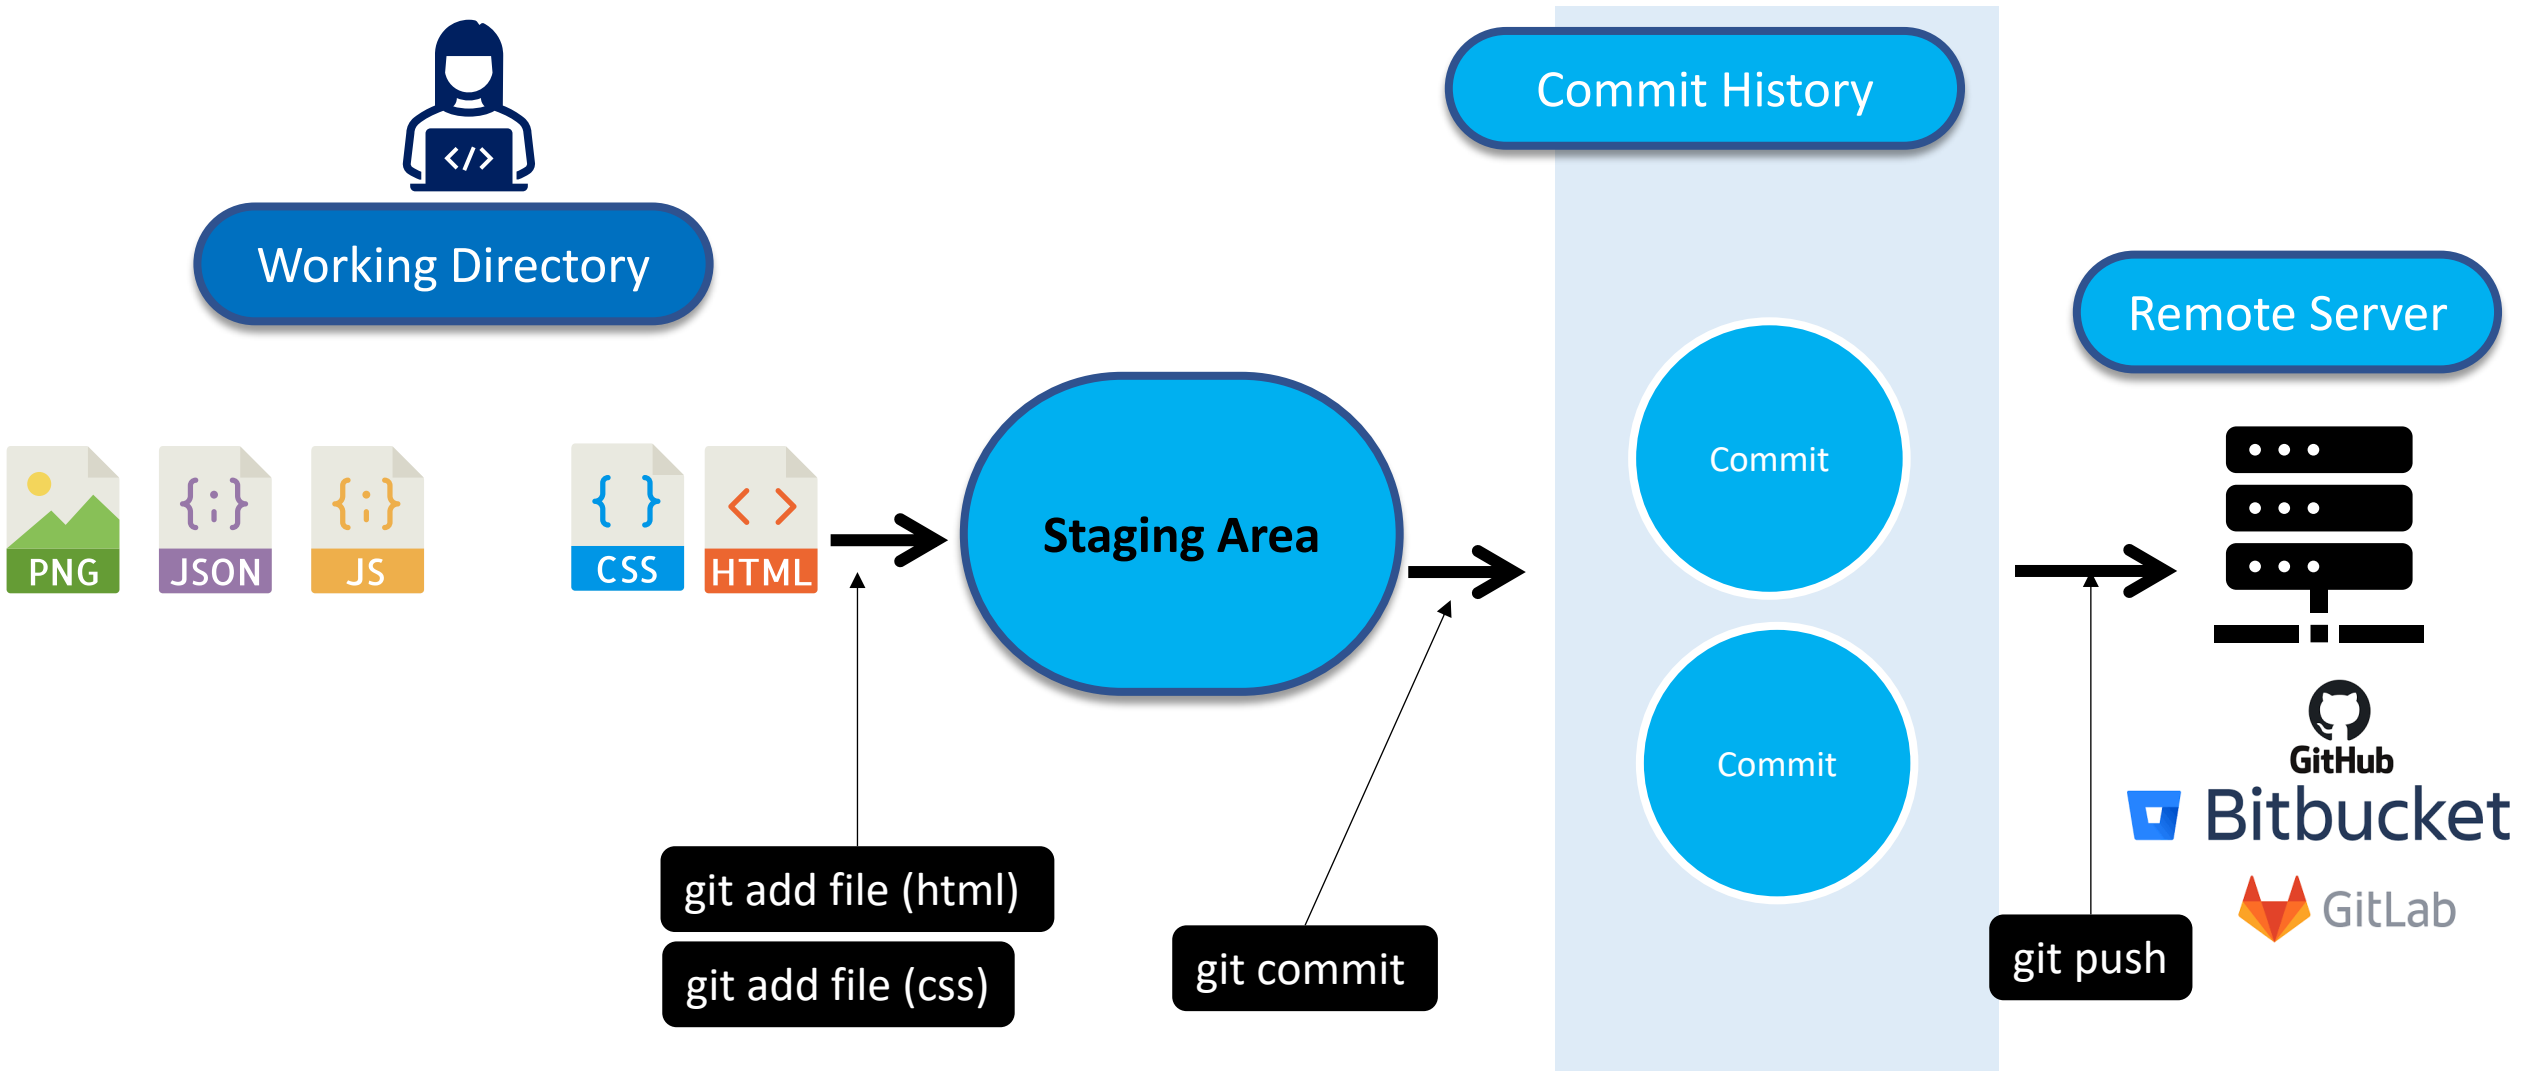 Commit History
</>
Working Directory
Remote Server
PNG
JSON
JS
CSS
HTML
Staging Area
Commit
Commit
GitHub
Bitbucket
GitLab
git add file (html)
git add file (css)
git commit
git push